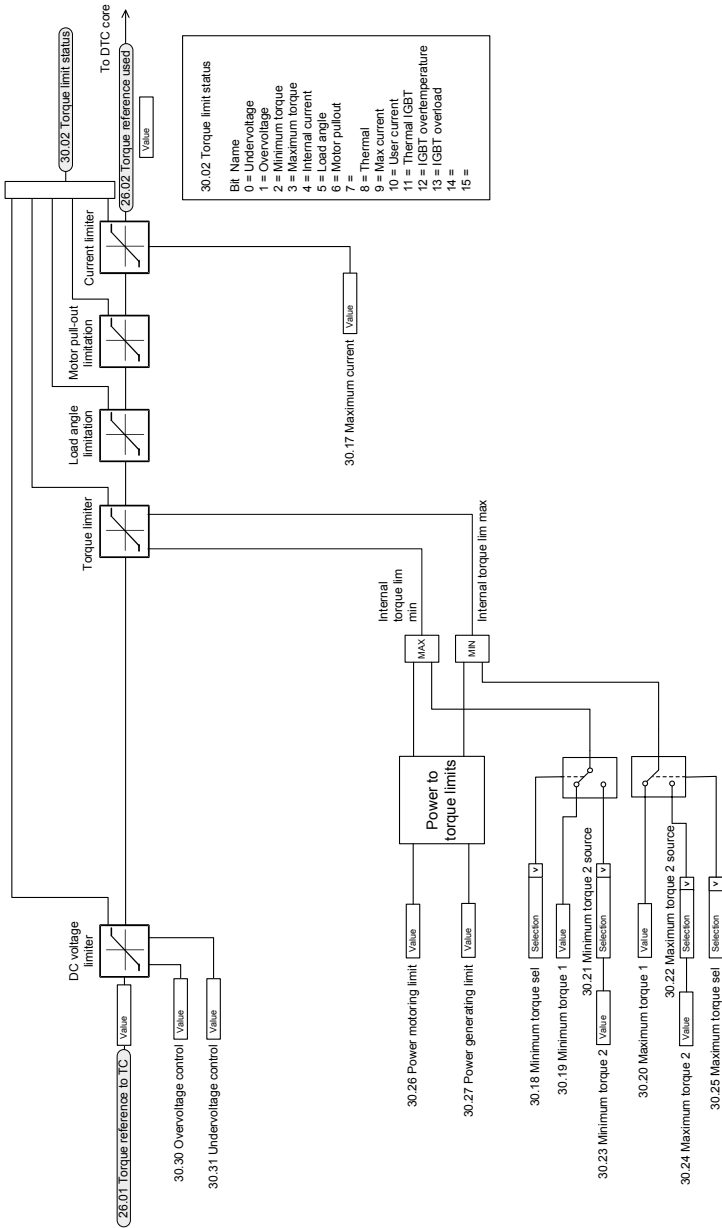 26.01 Torque reference to TC
Value
30.30 Overvoltage control
Value
30.31 Undervoltage control
Value
DC voltage
limiter
Torque limiter
Load angle
limitation
Motor pull-out
limitation
Current limiter
30.02 Torque limit status
26.02 Torque reference used
Value
To DTC core
30.26 Power motoring limit
Value
30.27 Power generating limit
Value
Power to
torque limits
MAX
MIN
Internal
torque lim
min
Internal torque lim max
30.17 Maximum current
Value
30.18 Minimum torque sel
Selection
v
30.19 Minimum torque 1
Value
30.21 Minimum torque 2 source
Selection
v
30.23 Minimum torque 2
Value
30.20 Maximum torque 1
Value
30.22 Maximum torque 2 source
Selection
v
30.24 Maximum torque 2
Value
30.25 Maximum torque sel
Selection
v
30.02 Torque limit status
Bit Name
0 = Undervoltage
1 = Overvoltage
2 = Minimum torque
3 = Maximum torque
4 = Internal current
5 = Load angle
6 = Motor pullout
7 =
8 = Thermal
9 = Max current
10 = User current
11 = Thermal IGBT
12 = IGBT overtemperature
13 = IGBT overload
14 =
15 =